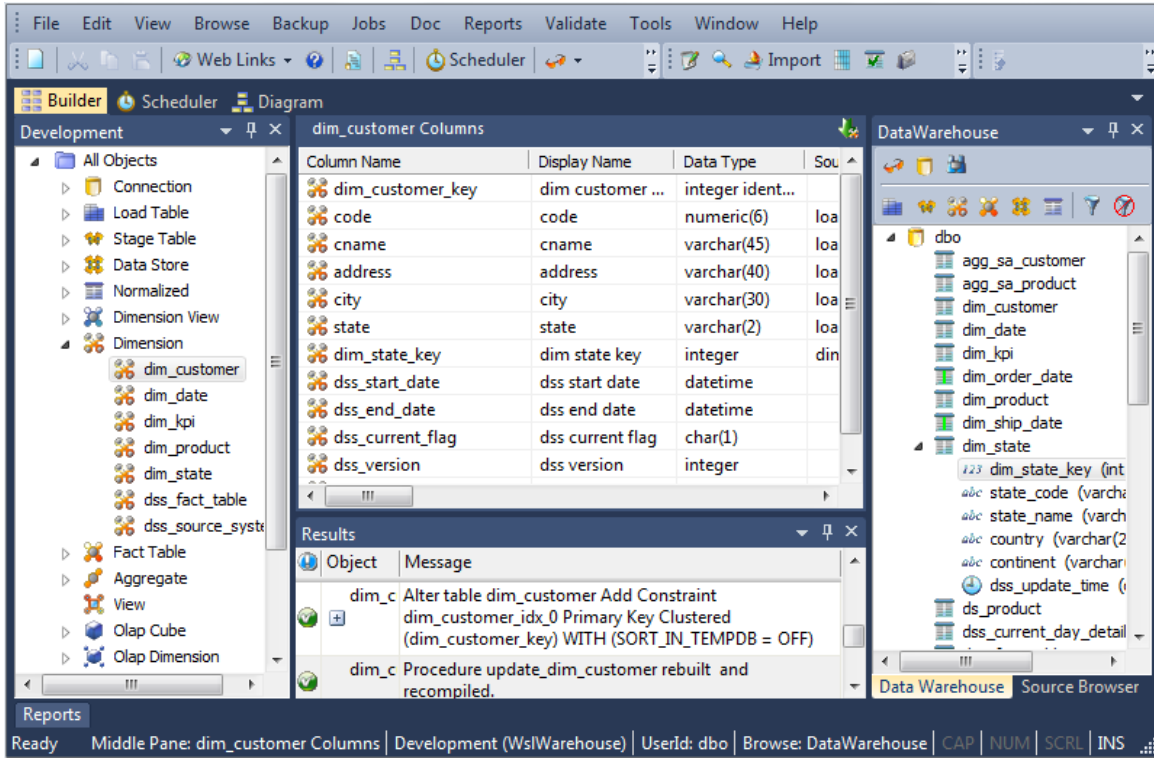 File Edit View Browse Backup Jobs Doc Reports Validate Tools Window Help
Web Links Scheduler Import
Builder Scheduler Diagram
Development
All Objects
Connection
Load Table
Stage Table
Data Store
Normalized
Dimension View
Dimension
dim_customer
dim_date
dim_kpi
dim_product
dim_state
dss_fact_table
dss_source_syste
Fact Table
Aggregate
View
Olap Cube
Olap Dimension
dim_customer Columns
Column Name Display Name Data Type Sou
dim_customer_key dim customer ... integer ident...
code code numeric(6) loa
cname cname varchar(45) loa
address address varchar(40) loa
city city varchar(30) loa
state state varchar(2) loa
dim_state_key dim state key integer din
dss_start_date dss start date datetime
dss_end_date dss end date datetime
dss_current_flag dss current flag char(1)
dss_version dss version integer
Results
Object Message
dim_c Alter table dim_customer Add Constraint
dim_customer_idx_0 Primary Key Clustered
(dim_customer_key) WITH (SORT_IN_TEMPDB = OFF)
dim_c Procedure update_dim_customer rebuilt and
recompiled.
DataWarehouse
dbo
agg_sa_customer
agg_sa_product
dim_customer
dim_date
dim_kpi
dim_order_date
dim_product
dim_ship_date
dim_state
123 dim_state_key (int
abc state_code (varcha
abc state_name (varch
abc country (varchar(2
abc continent (varchar
dss_update_time (
ds_product
dss_current_day_detail
Data Warehouse Source Browser
Reports
Ready Middle Pane: dim_customer Columns Development (WslWarehouse) UserId: dbo Browse: DataWarehouse CAP NUM SCRL INS